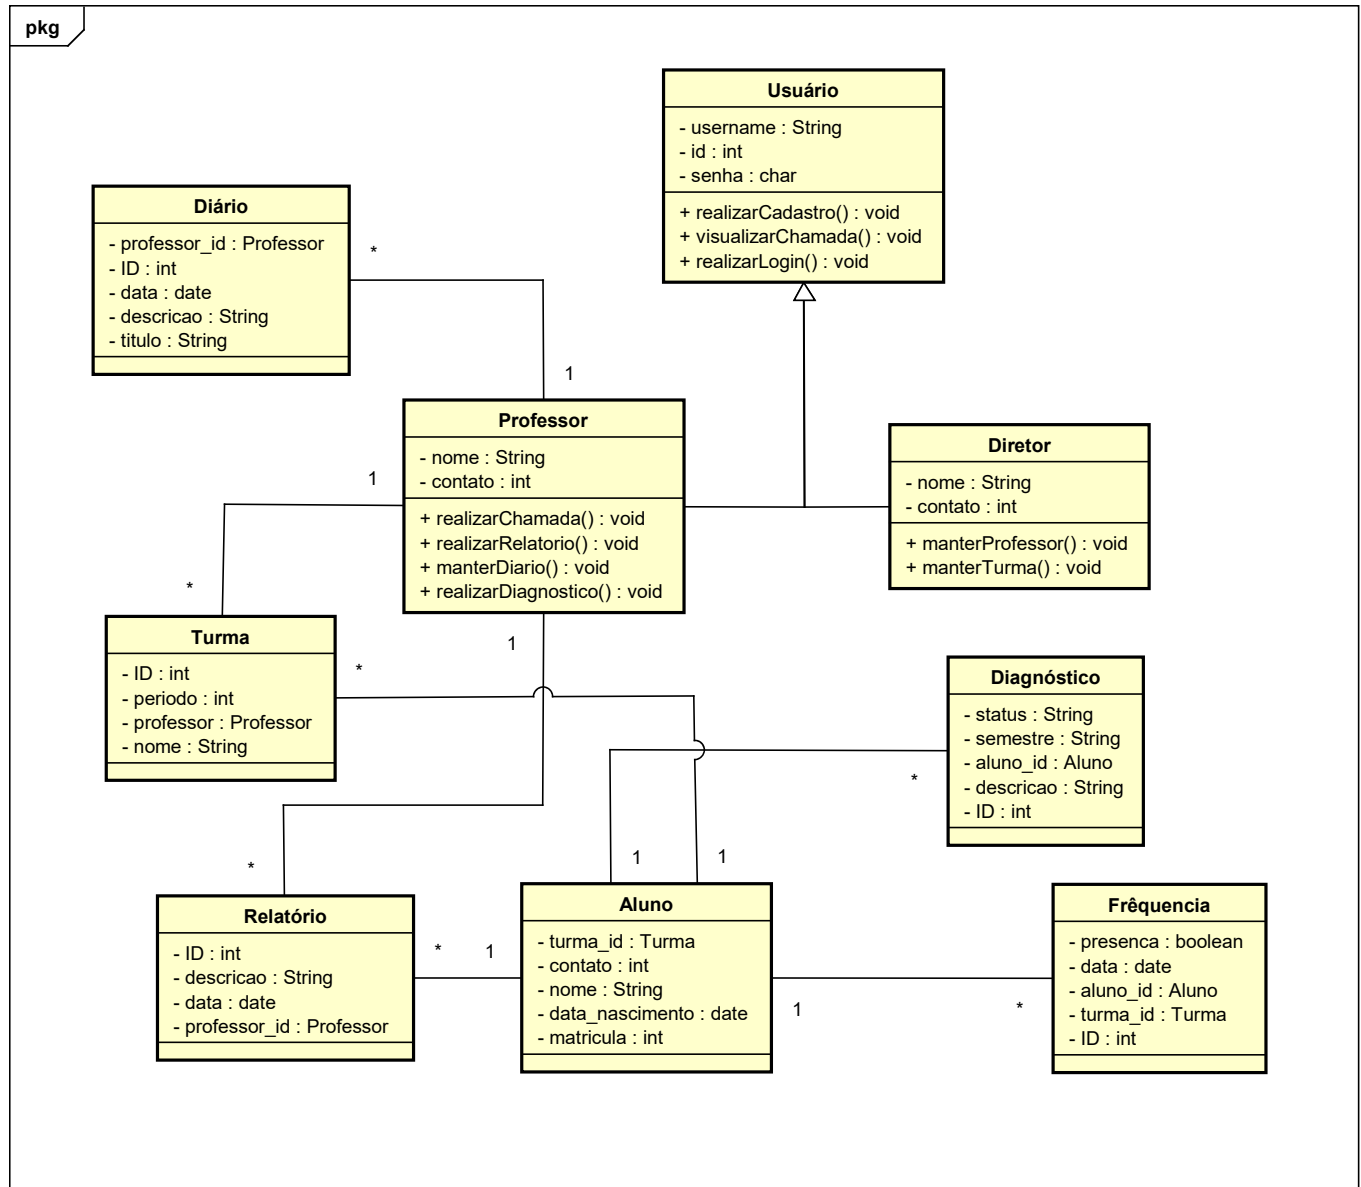 pkg
Usuário
- username : String
- id : int
- senha : char
+ realizarCadastro() : void
+ visualizarChamada() : void
+ realizarLogin() : void
Diário
- professor_id : Professor
- ID : int
- data : date
- descricao : String
- titulo : String
*
1
Professor
- nome : String
- contato : int
+ realizarChamada() : void
+ realizarRelatorio() : void
+ manterDiario() : void
+ realizarDiagnostico() : void
Diretor
- nome : String
- contato : int
+ manterProfessor() : void
+ manterTurma() : void
1
*
Turma
- ID : int
- periodo : int
- professor : Professor
- nome : String
*
1
Diagnóstico
- status : String
- semestre : String
- aluno_id : Aluno
- descricao : String
- ID : int
*
1
1
*
Relatório
- ID : int
- descricao : String
- data : date
- professor_id : Professor
*
1
Aluno
- turma_id : Turma
- contato : int
- nome : String
- data_nascimento : date
- matricula : int
1
*
Frêquencia
- presenca : boolean
- data : date
- aluno_id : Aluno
- turma_id : Turma
- ID : int